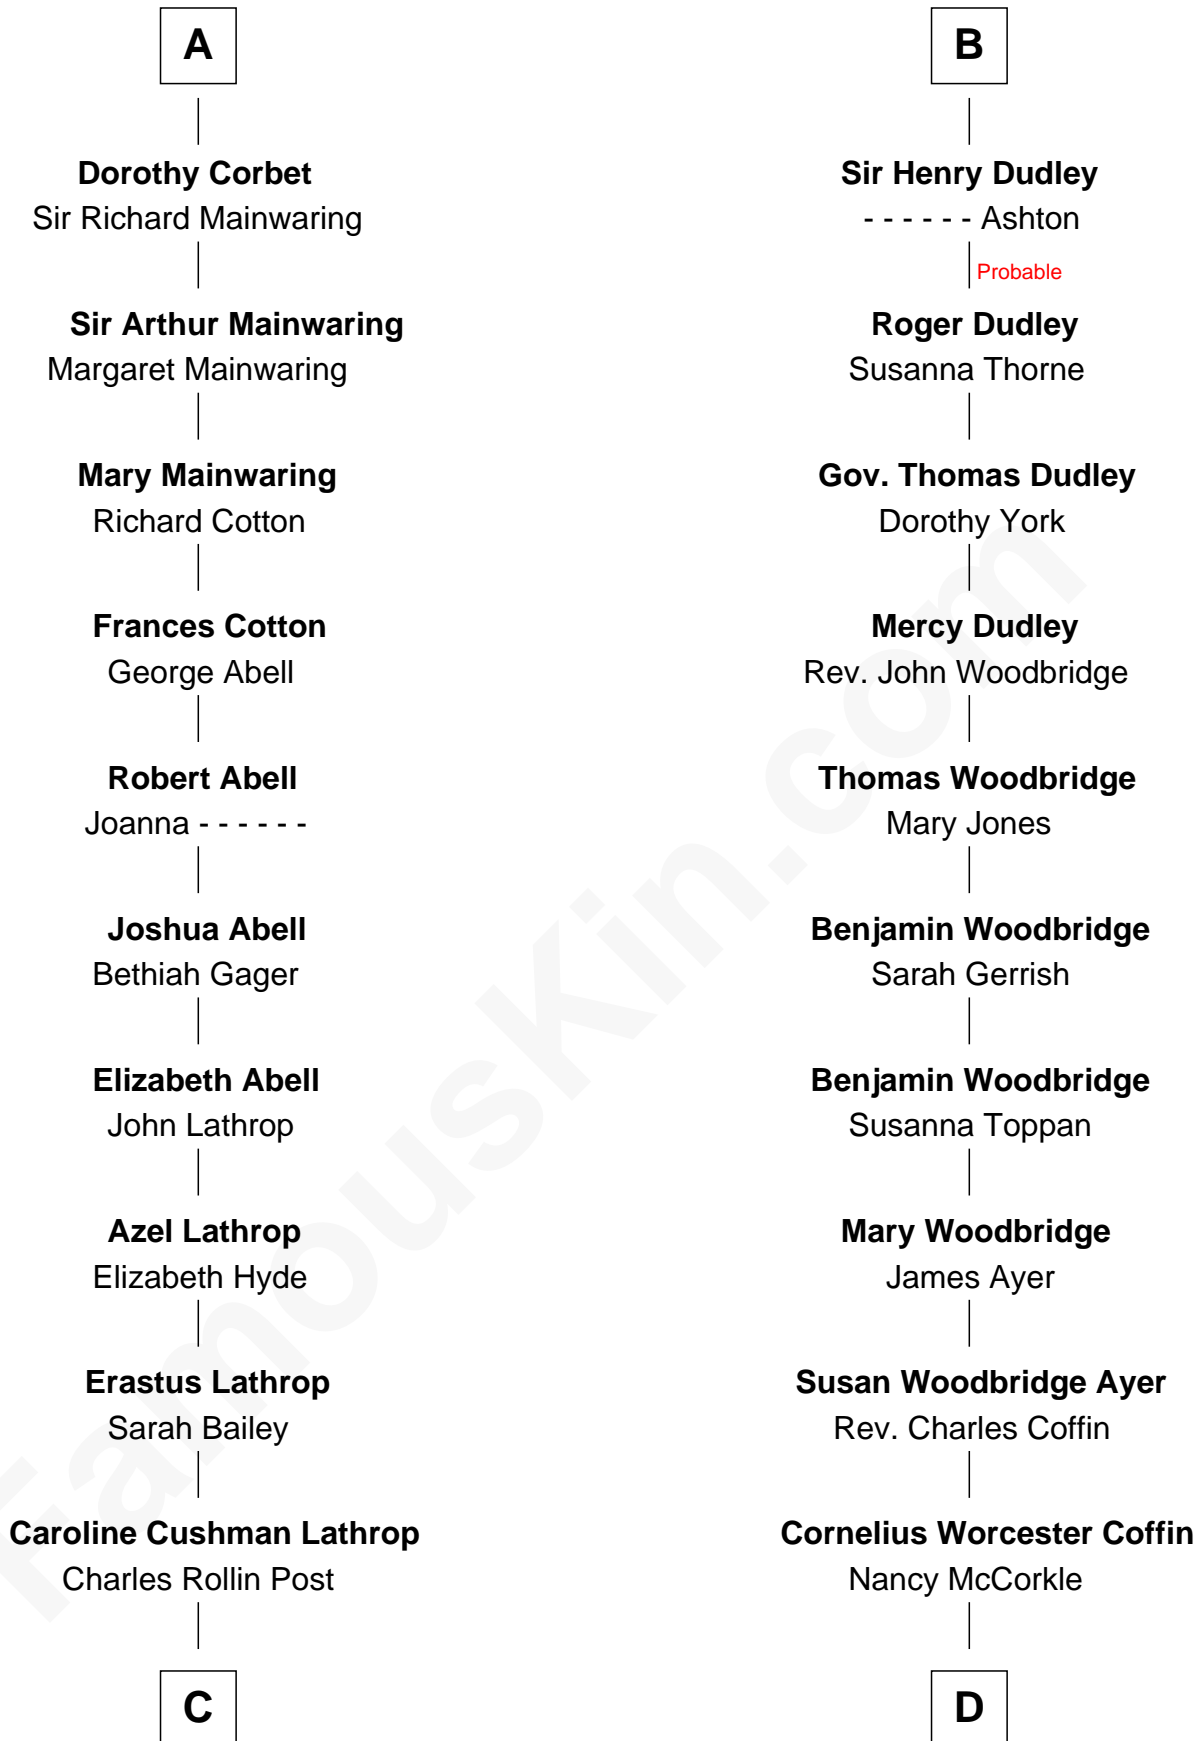 A
Dorothy Corbet
Sir Richard Mainwaring
Sir Arthur Mainwaring
Margaret Mainwaring
Mary Mainwaring
Richard Cotton
Frances Cotton
George Abell
Robert Abell
Joanna - - - - - -
Joshua Abell
Bethiah Gager
Elizabeth Abell
John Lathrop
Azel Lathrop
Elizabeth Hyde
Erastus Lathrop
Sarah Bailey
Caroline Cushman Lathrop
Charles Rollin Post
C
B
Sir Henry Dudley
- - - - - - Ashton
Probable
Roger Dudley
Susanna Thorne
Gov. Thomas Dudley
Dorothy York
Mercy Dudley
Rev. John Woodbridge
Thomas Woodbridge
Mary Jones
Benjamin Woodbridge
Sarah Gerrish
Benjamin Woodbridge
Susanna Toppan
Mary Woodbridge
James Ayer
Susan Woodbridge Ayer
Rev. Charles Coffin
Cornelius Worcester Coffin
Nancy McCorkle
D
FamousKin.com